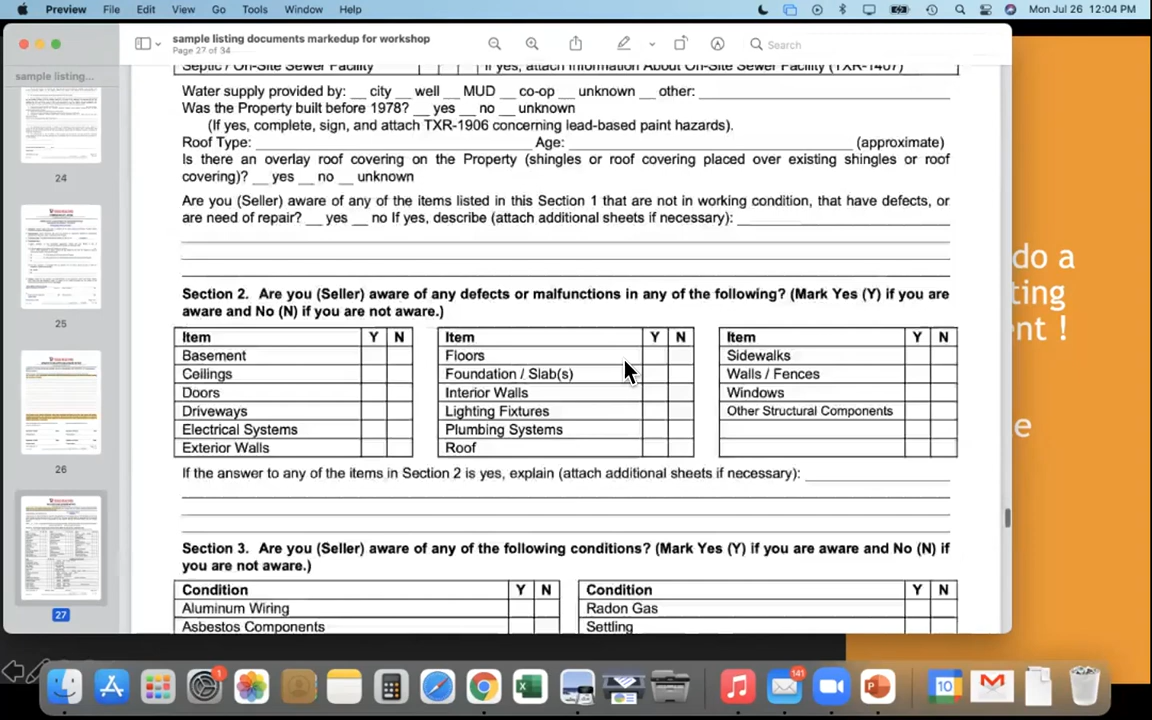 Preview File Edit View Go Tools Window Help Mon Jul 26 12:04 PM
sample listing documents markedup for workshop
Page 27 of 34
Search
sample listing...
24
25
26
27
Septic / On-Site Sewer Facility If yes, attach Information About On-Site Sewer Facility (TXR-1407)
Water supply provided by: __ city __ well __ MUD __ co-op __ unknown __ other:
Was the Property built before 1978? __ yes __ no __ unknown
(If yes, complete, sign, and attach TXR-1906 concerning lead-based paint hazards).
Roof Type: Age: (approximate)
Is there an overlay roof covering on the Property (shingles or roof covering placed over existing shingles or roof
covering)? __ yes __ no __ unknown
Are you (Seller) aware of any of the items listed in this Section 1 that are not in working condition, that have defects, or
are need of repair? __ yes __ no If yes, describe (attach additional sheets if necessary):
Section 2. Are you (Seller) aware of any defects or malfunctions in any of the following? (Mark Yes (Y) if you are
aware and No (N) if you are not aware.)
Item Y N Item Y N Item Y N
Basement Floors Sidewalks
Ceilings Foundation / Slab(s) Walls / Fences
Doors Interior Walls Windows
Driveways Lighting Fixtures Other Structural Components
Electrical Systems Plumbing Systems
Exterior Walls Roof
If the answer to any of the items in Section 2 is yes, explain (attach additional sheets if necessary):
Section 3. Are you (Seller) aware of any of the following conditions? (Mark Yes (Y) if you are aware and No (N) if
you are not aware.)
Condition Y N Condition Y N
Aluminum Wiring Radon Gas
Asbestos Components Settling
do a
ting
nt !
e
1
141
10